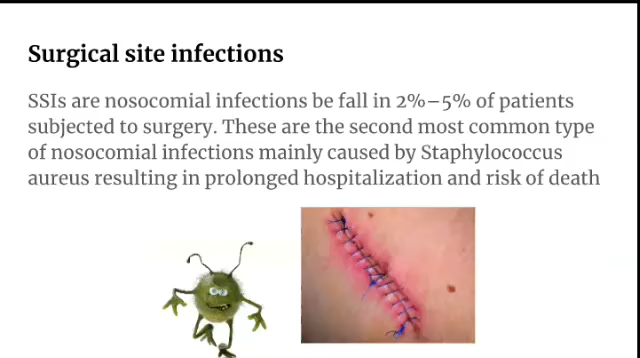 Surgical site infections
SSIs are nosocomial infections be fall in 2%–5% of patients
subjected to surgery. These are the second most common type
of nosocomial infections mainly caused by Staphylococcus
aureus resulting in prolonged hospitalization and risk of death